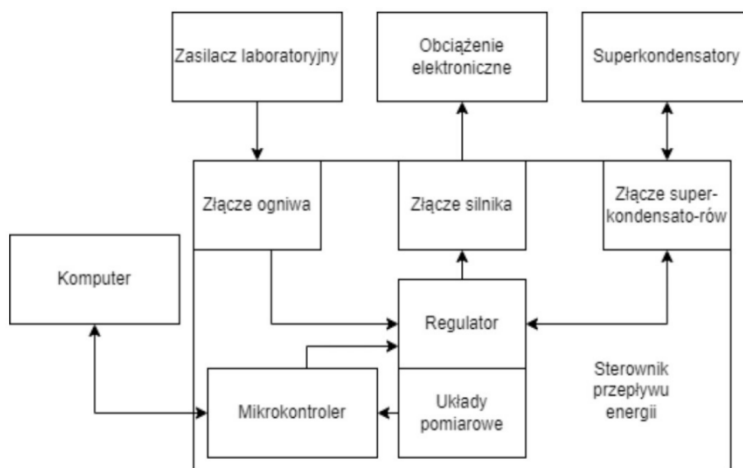 Zasilacz laboratoryjny
Obciążenie
elektroniczne
Superkondensatory
Złącze ogniwa
Złącze silnika
Złącze super-
kondensato-rów
Komputer
Regulator
Sterownik
przepływu
energii
Mikrokontroler
Układy
pomiarowe